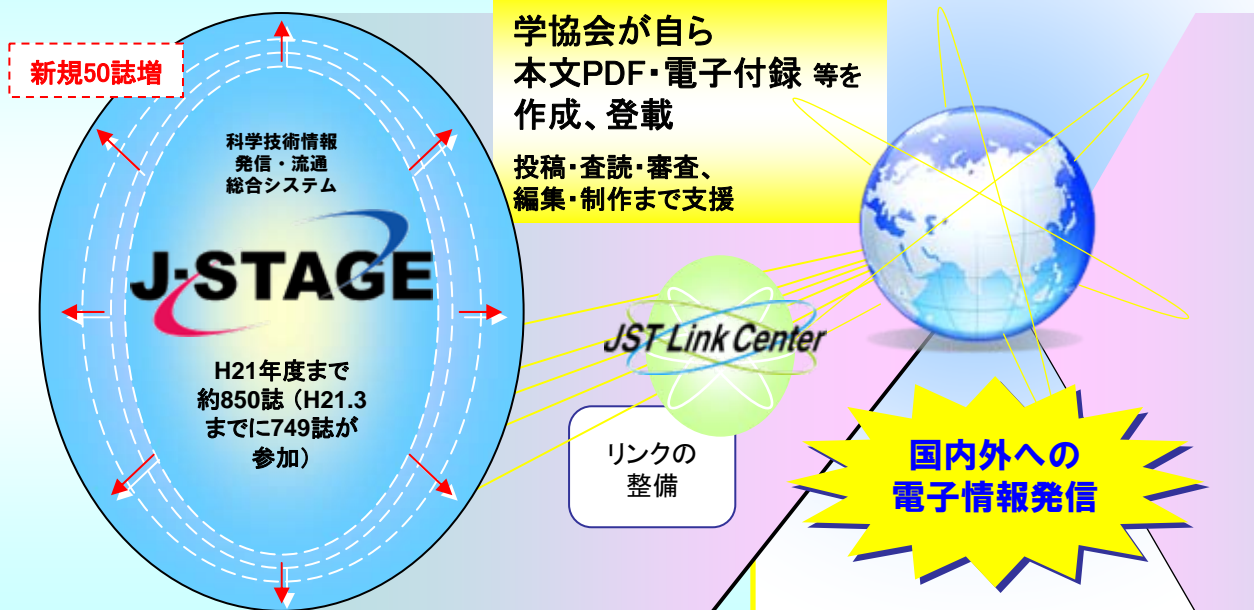 新規50誌増
科学技術情報
発信・流通
総合システム
J-STAGE
H21年度まで
約850誌（H21.3
までに749誌が
参加）
学協会が自ら
本文PDF・電子付録 等を
作成、登載
投稿・査読・審査、
編集・制作まで支援
JST Link Center
リンクの
整備
国内外への
電子情報発信